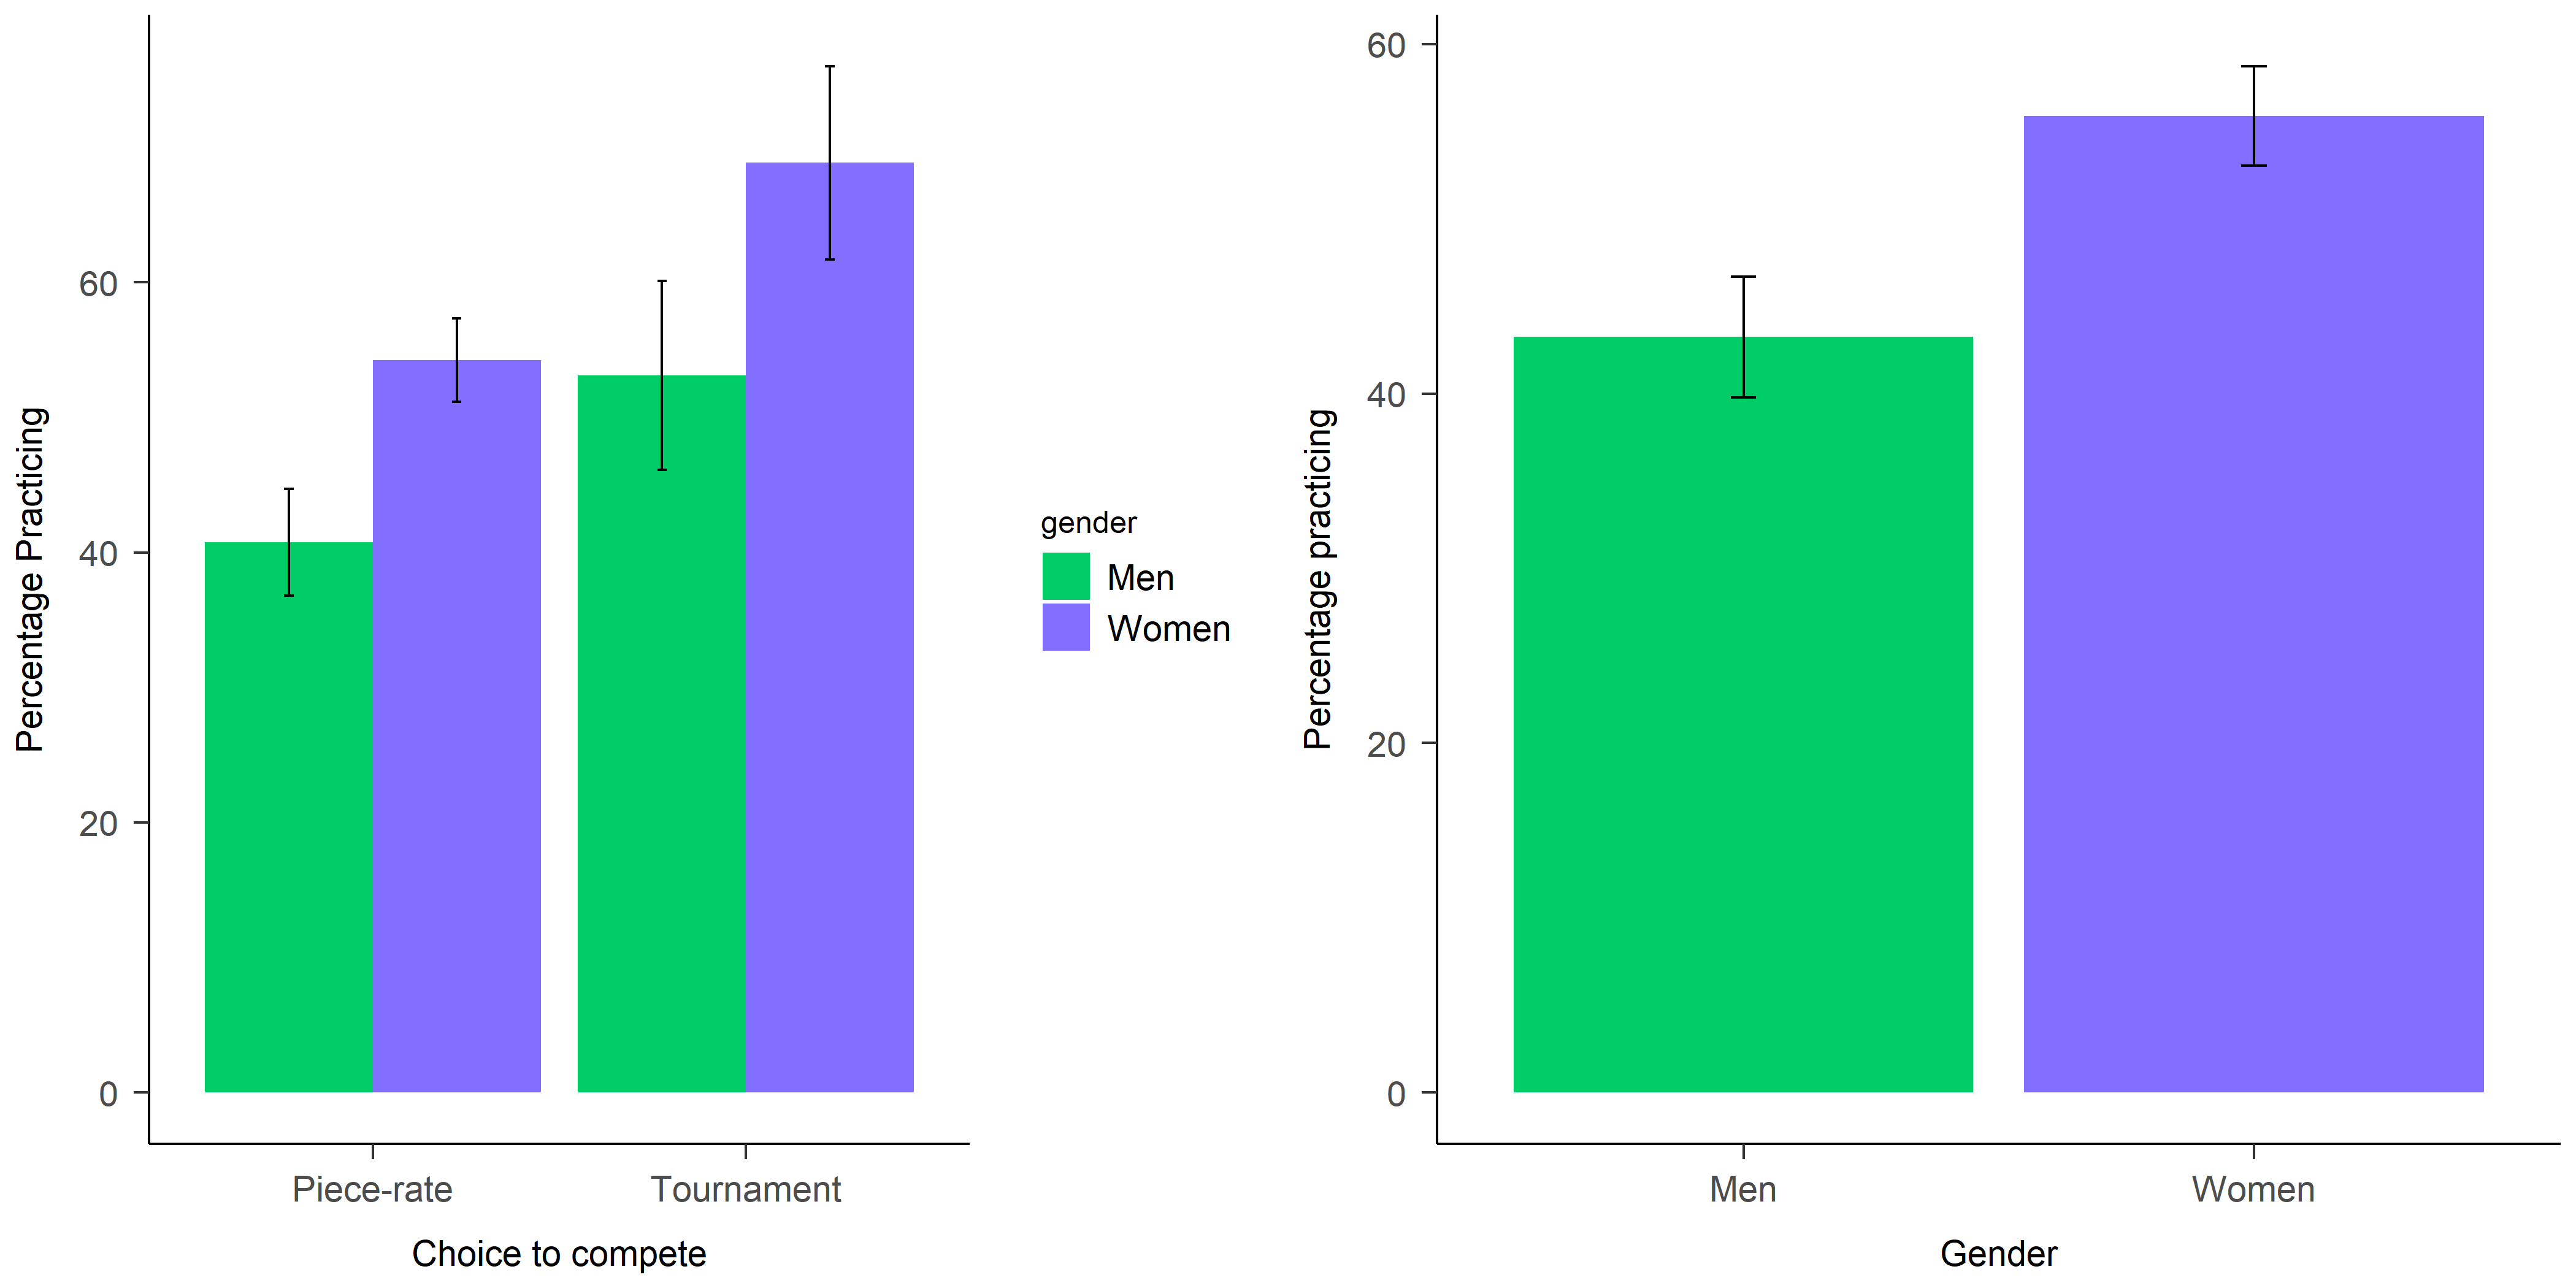 Percentage Practicing
60
40
20
0
Piece-rate
Tournament
Choice to compete
gender
Men
Women
Percentage practicing
60
40
20
0
Men
Women
Gender